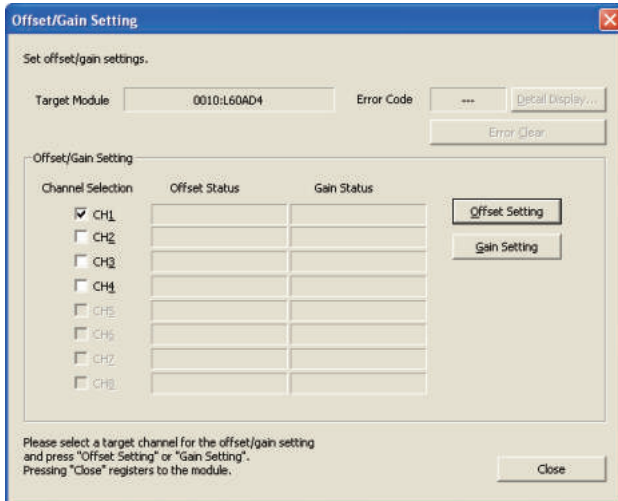 Offset/Gain Setting
Set offset/gain settings.
Target Module 0010:L60AD4 Error Code --- Detail Display...
Error Clear
Offset/Gain Setting
Channel Selection Offset Status Gain Status
CH1 Offset Setting
CH2
Gain Setting
CH3
CH4
CH5
CH6
CH7
CH8
Please select a target channel for the offset/gain setting
and press "Offset Setting" or "Gain Setting".
Pressing "Close" registers to the module.
Close